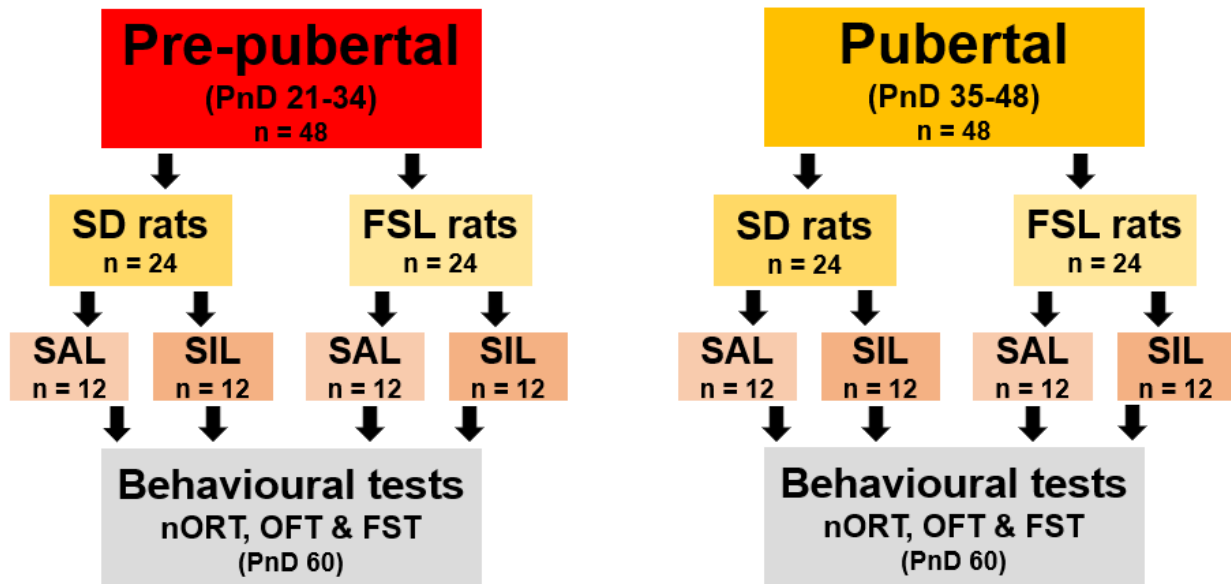 Pre-pubertal
(PnD 21-34)
n = 48
SD rats
n = 24
FSL rats
n = 24
SAL
n = 12
SIL
n = 12
SAL
n = 12
SIL
n = 12
Behavioural tests
nORT, OFT & FST
(PnD 60)
Pubertal
(PnD 35-48)
n = 48
SD rats
n = 24
FSL rats
n = 24
SAL
n = 12
SIL
n = 12
SAL
n = 12
SIL
n = 12
Behavioural tests
nORT, OFT & FST
(PnD 60)